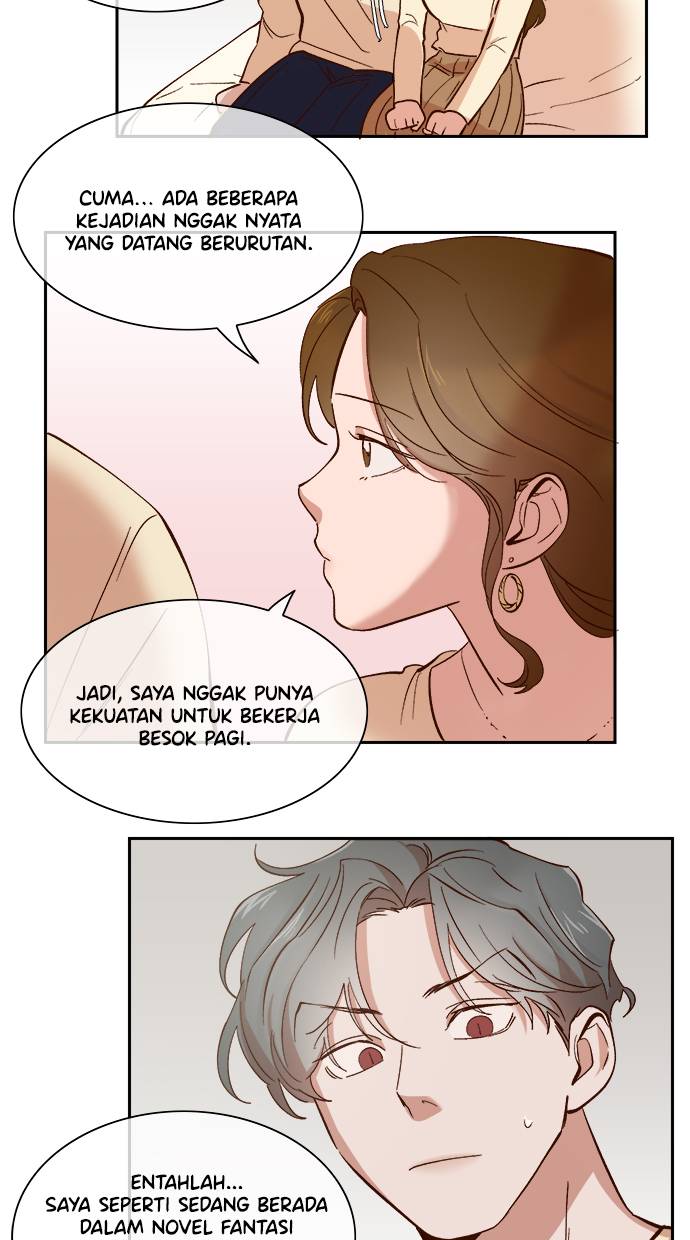 CUMA... ADA BEBERAPA
KEJADIAN NGGAK NYATA
YANG DATANG BERURUTAN.
JADI, SAYA NGGAK PUNYA
KEKUATAN UNTUK BEKERJA
BESOK PAGI.
ENTAHLAH...
SAYA SEPERTI SEDANG BERADA
DALAM NOVEL FANTASI